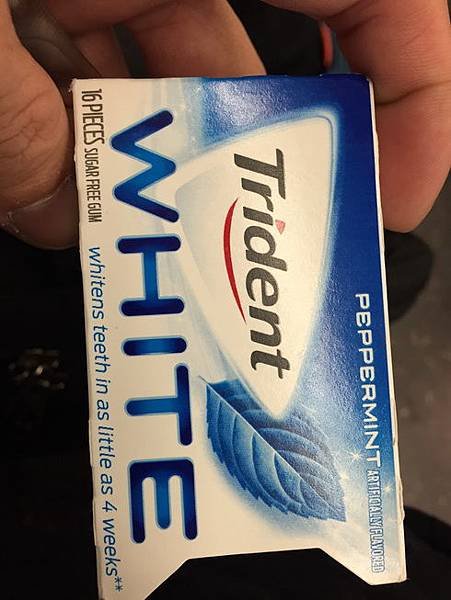 PEPPERMINT ARTIFICIALLY FLAVORED
Trident
WHITE
16 PIECES SUGAR FREE GUM
whitens teeth in as little as 4 weeks**